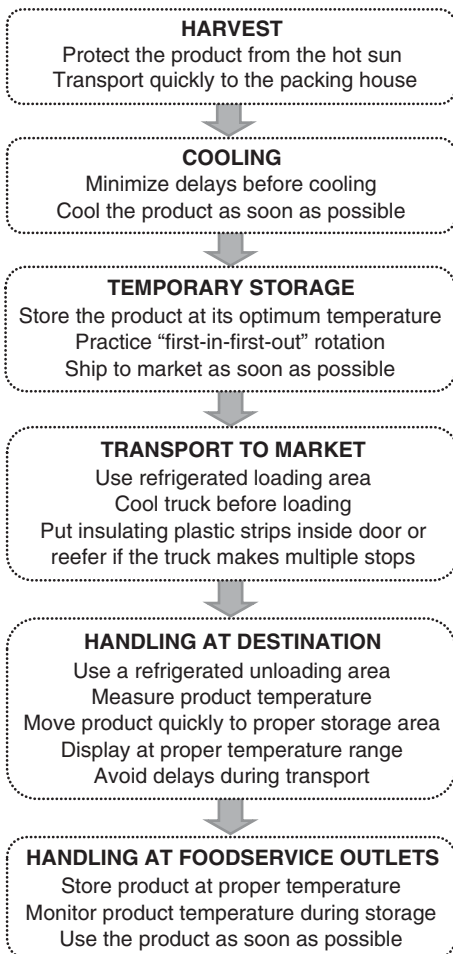 HARVEST
Protect the product from the hot sun
Transport quickly to the packing house
COOLING
Minimize delays before cooling
Cool the product as soon as possible
TEMPORARY STORAGE
Store the product at its optimum temperature
Practice “first-in-first-out” rotation
Ship to market as soon as possible
TRANSPORT TO MARKET
Use refrigerated loading area
Cool truck before loading
Put insulating plastic strips inside door or
reefer if the truck makes multiple stops
HANDLING AT DESTINATION
Use a refrigerated unloading area
Measure product temperature
Move product quickly to proper storage area
Display at proper temperature range
Avoid delays during transport
HANDLING AT FOODSERVICE OUTLETS
Store product at proper temperature
Monitor product temperature during storage
Use the product as soon as possible